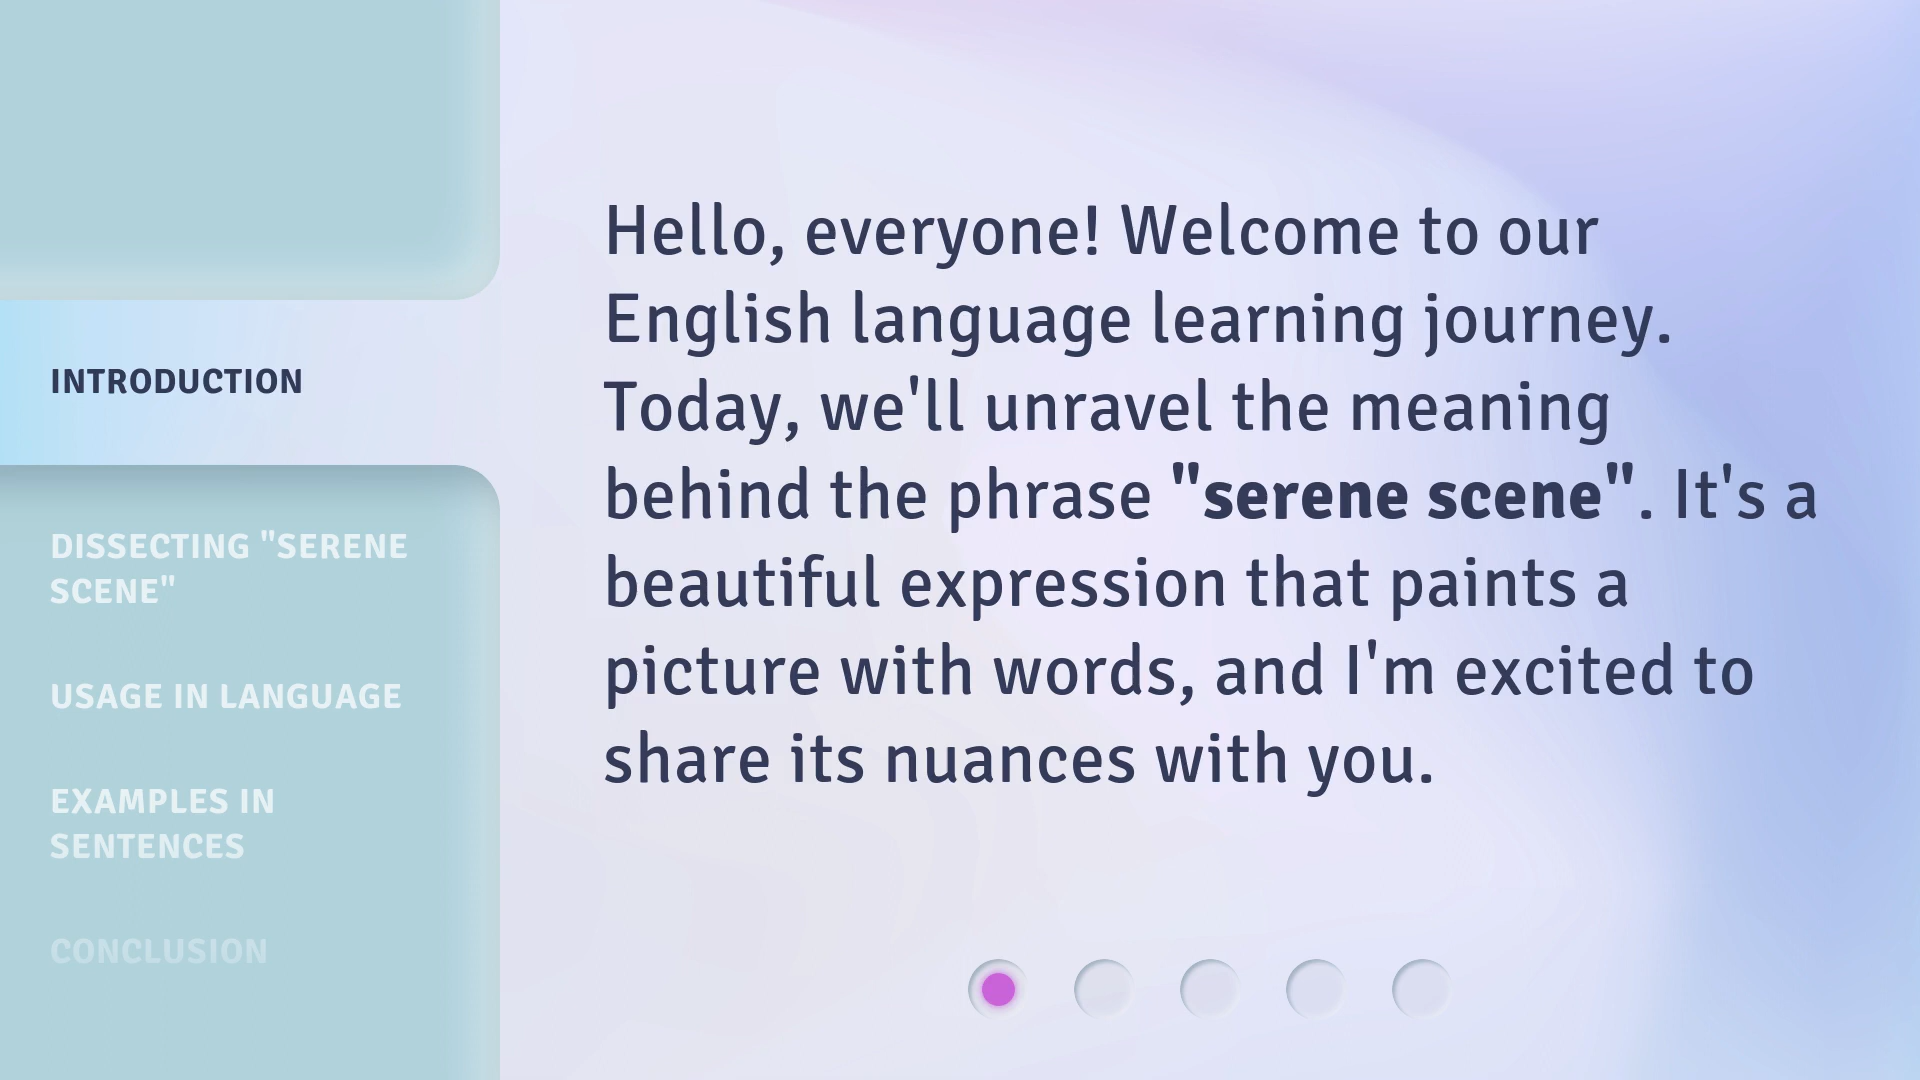 INTRODUCTION
DISSECTING "SERENE
SCENE"
USAGE IN LANGUAGE
EXAMPLES IN
SENTENCES
CONCLUSION
Hello, everyone! Welcome to our
English language learning journey.
Today, we'll unravel the meaning
behind the phrase "serene scene". It's a
beautiful expression that paints a
picture with words, and I'm excited to
share its nuances with you.